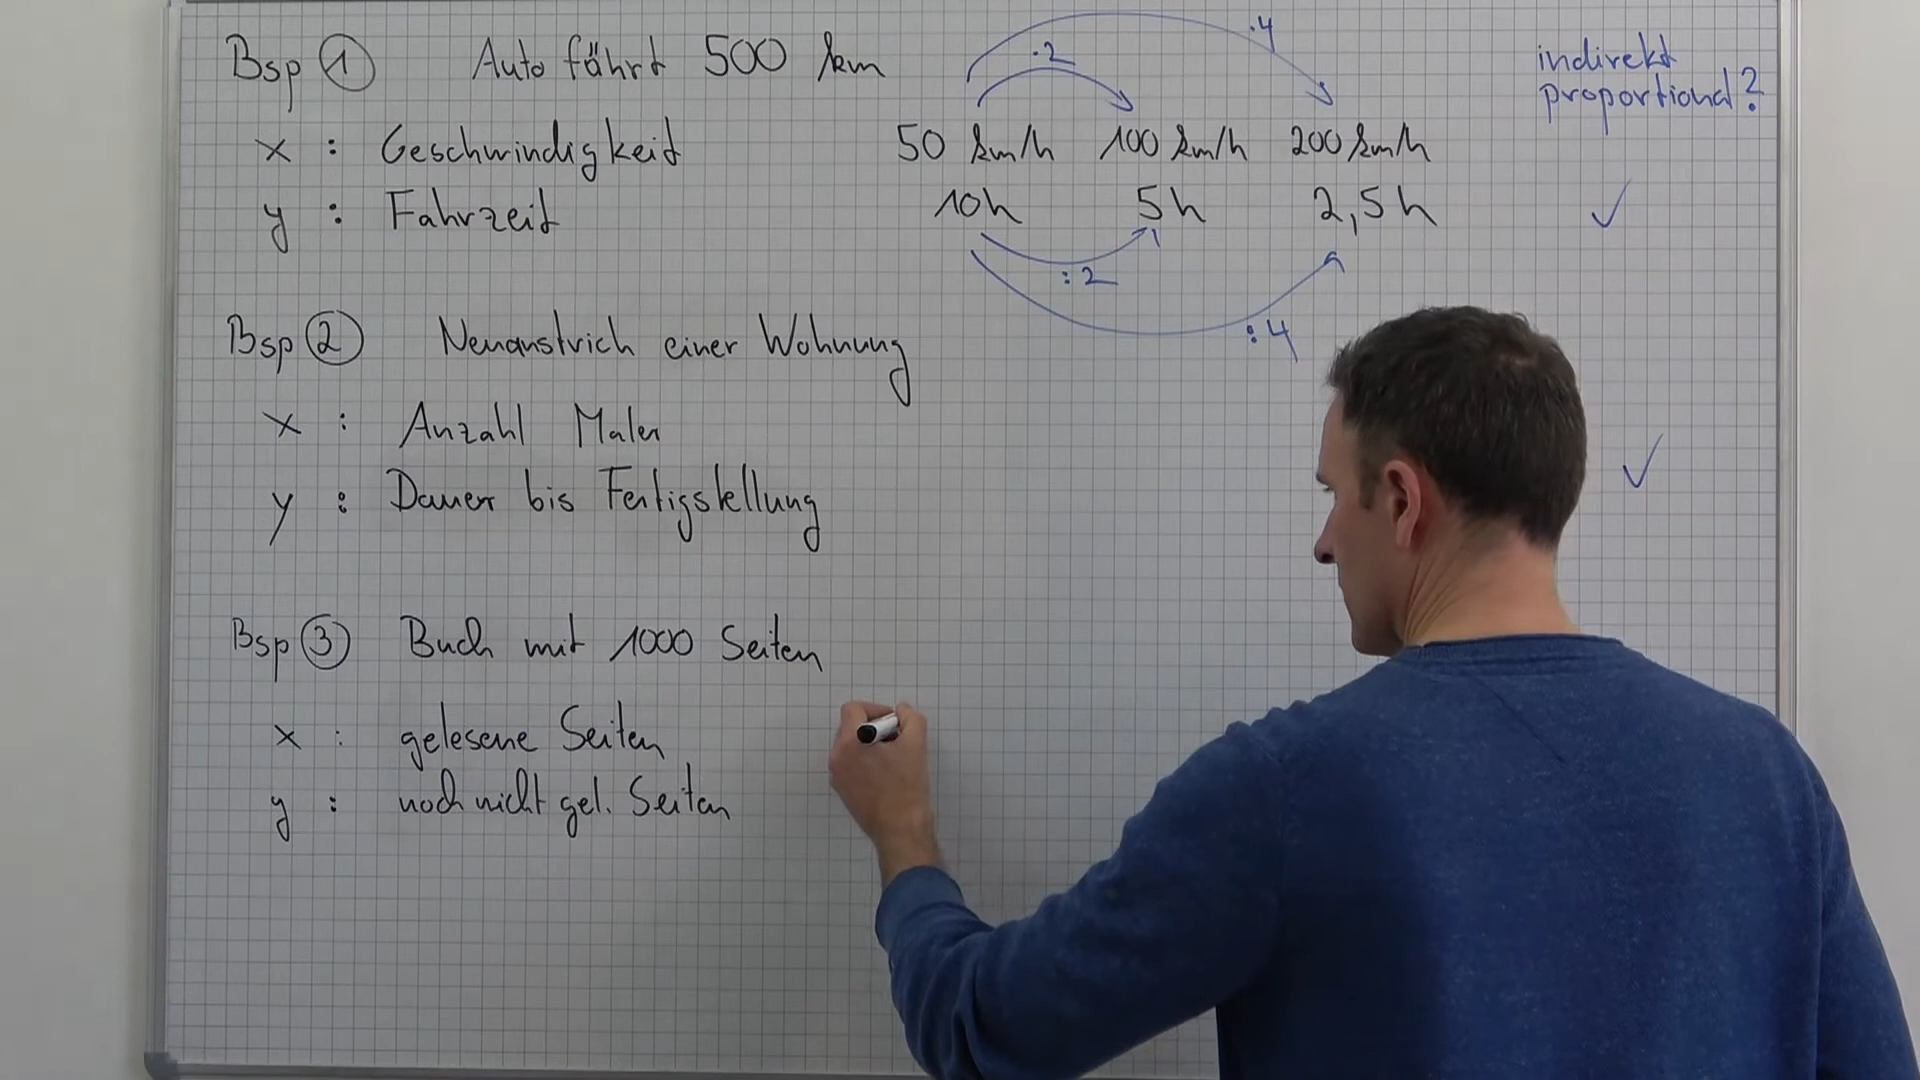 Bsp ① Auto fährt 500 km
·2
·4
indirekt
proportional?
x : Geschwindigkeit 50 km/h 100 km/h 200 km/h
y : Fahrzeit 10h 5h 2,5h ✓
:2
:4
Bsp ② Neuanstrich einer Wohnung
x : Anzahl Maler
y : Dauer bis Fertigstellung ✓
Bsp ③ Buch mit 1000 Seiten
x : gelesene Seiten
y : noch nicht gel. Seiten